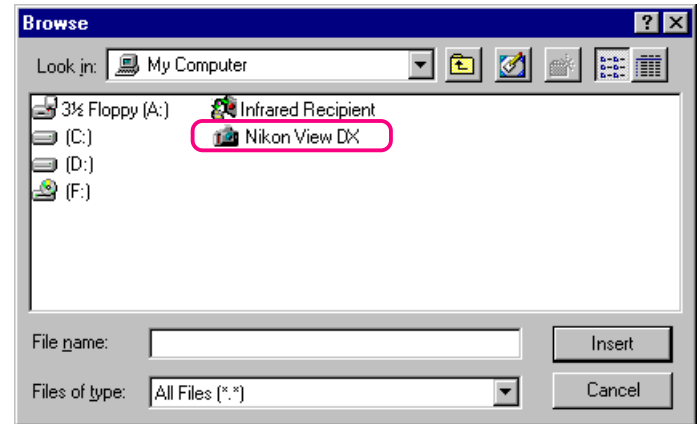 Browse
Look in: My Computer
3½ Floppy (A:) Infrared Recipient
(C:) Nikon View DX
(D:)
(F:)
File name: Insert
Files of type: All Files (*.*) Cancel